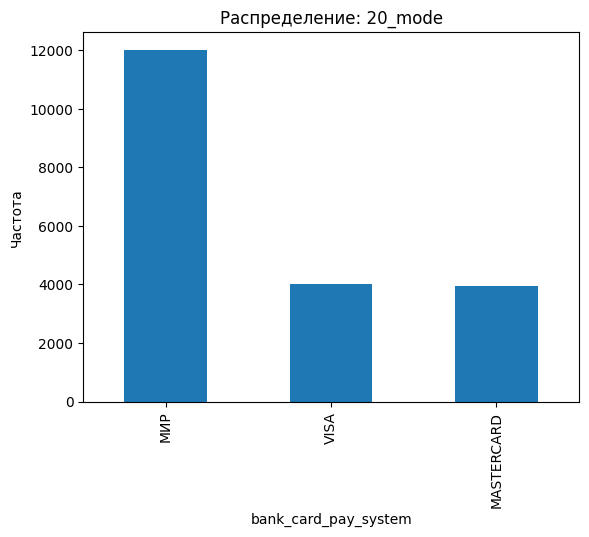 Распределение: 20_mode
12000
10000
8000
6000
4000
2000
0
Частота
МИР
VISA
MASTERCARD
bank_card_pay_system